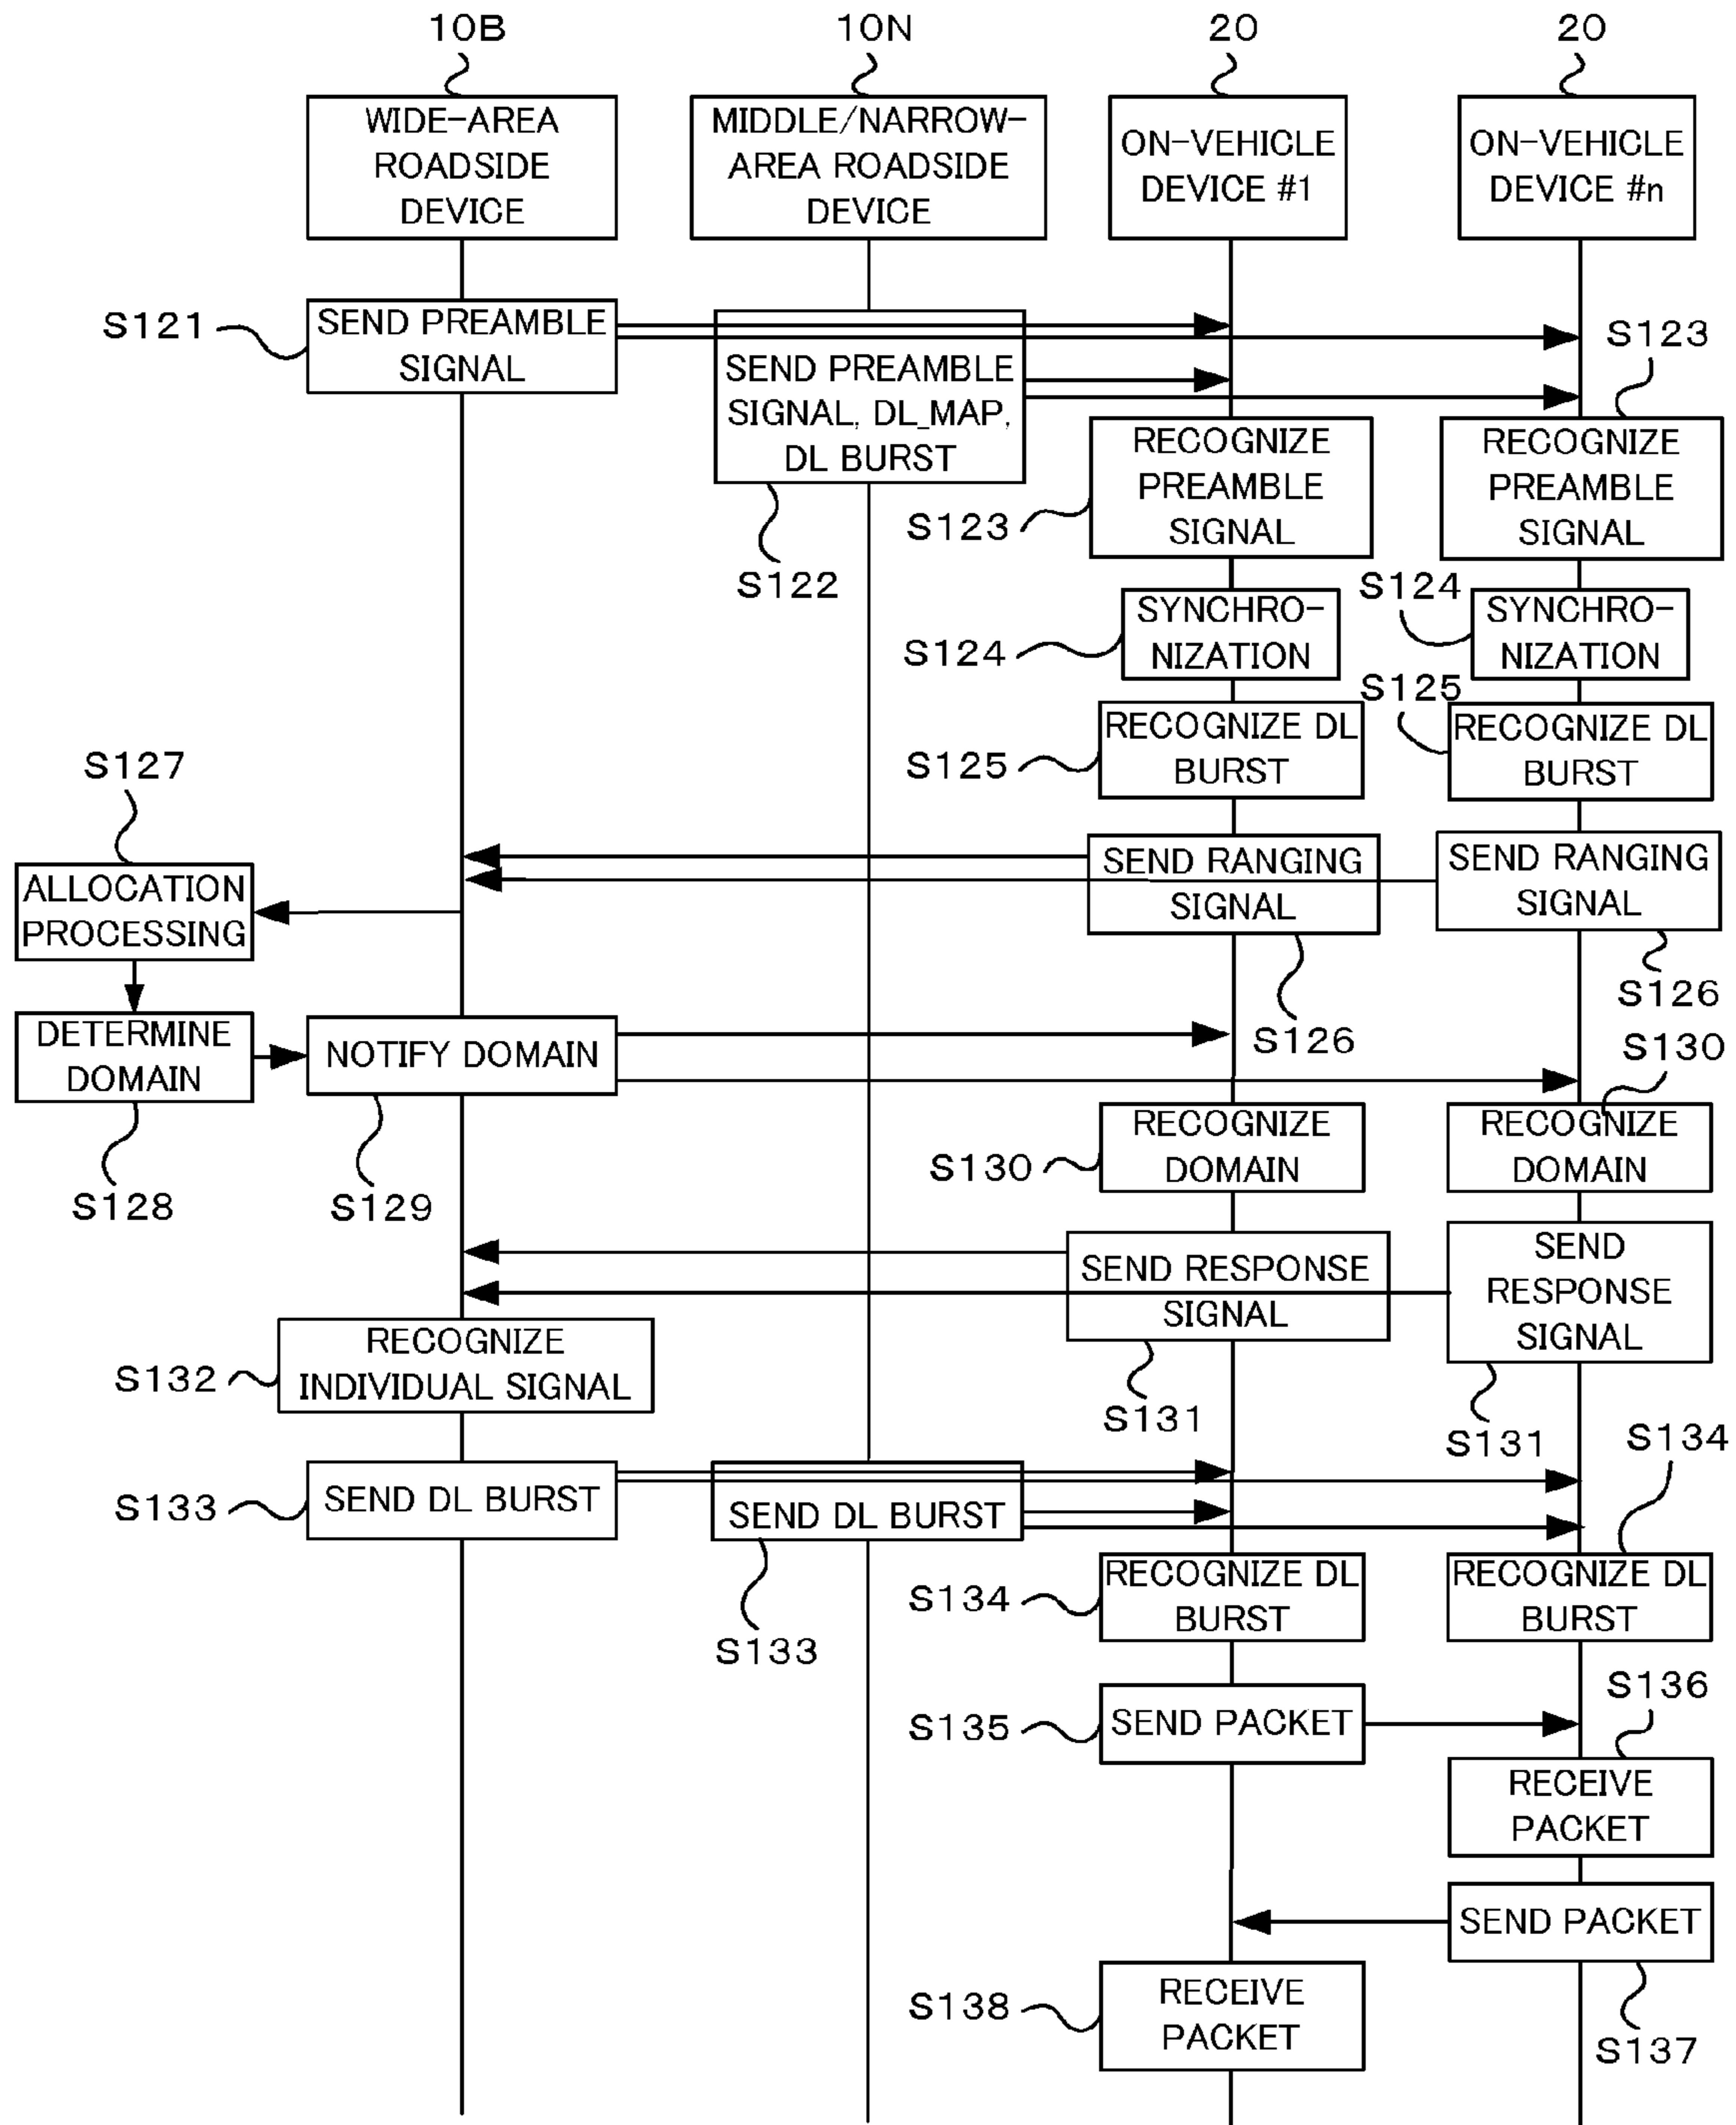 10B
10N
20
20
WIDE-AREA
ROADSIDE
DEVICE
MIDDLE/NARROW-
AREA ROADSIDE
DEVICE
ON-VEHICLE
DEVICE #1
ON-VEHICLE
DEVICE #n
S121
SEND PREAMBLE
SIGNAL
SEND PREAMBLE
SIGNAL, DL_MAP,
DL BURST
S122
S123
RECOGNIZE
PREAMBLE
SIGNAL
S123
RECOGNIZE
PREAMBLE
SIGNAL
S124
SYNCHRO-
NIZATION
S124
SYNCHRO-
NIZATION
S125
RECOGNIZE DL
BURST
S125
RECOGNIZE DL
BURST
SEND RANGING
SIGNAL
S126
SEND RANGING
SIGNAL
S126
S127
ALLOCATION
PROCESSING
DETERMINE
DOMAIN
S128
NOTIFY DOMAIN
S129
S130
RECOGNIZE
DOMAIN
S130
RECOGNIZE
DOMAIN
SEND RESPONSE
SIGNAL
S131
SEND
RESPONSE
SIGNAL
S131
S132
RECOGNIZE
INDIVIDUAL SIGNAL
S133
SEND DL BURST
SEND DL BURST
S133
S134
RECOGNIZE DL
BURST
S134
RECOGNIZE DL
BURST
S135
SEND PACKET
S136
RECEIVE
PACKET
SEND PACKET
S137
S138
RECEIVE
PACKET